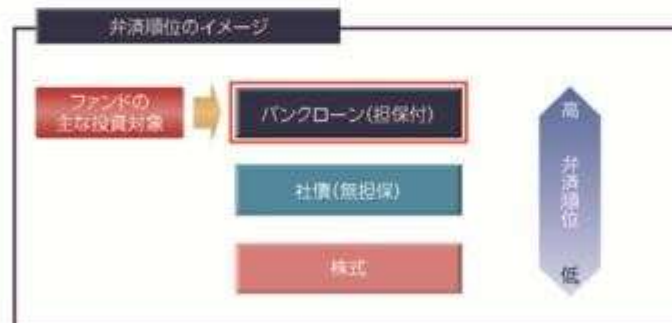 弁済順位のイメージ
ファンドの
主な投資対象
バンクローン(担保付)
社債(無担保)
株式
高
弁済順位
低